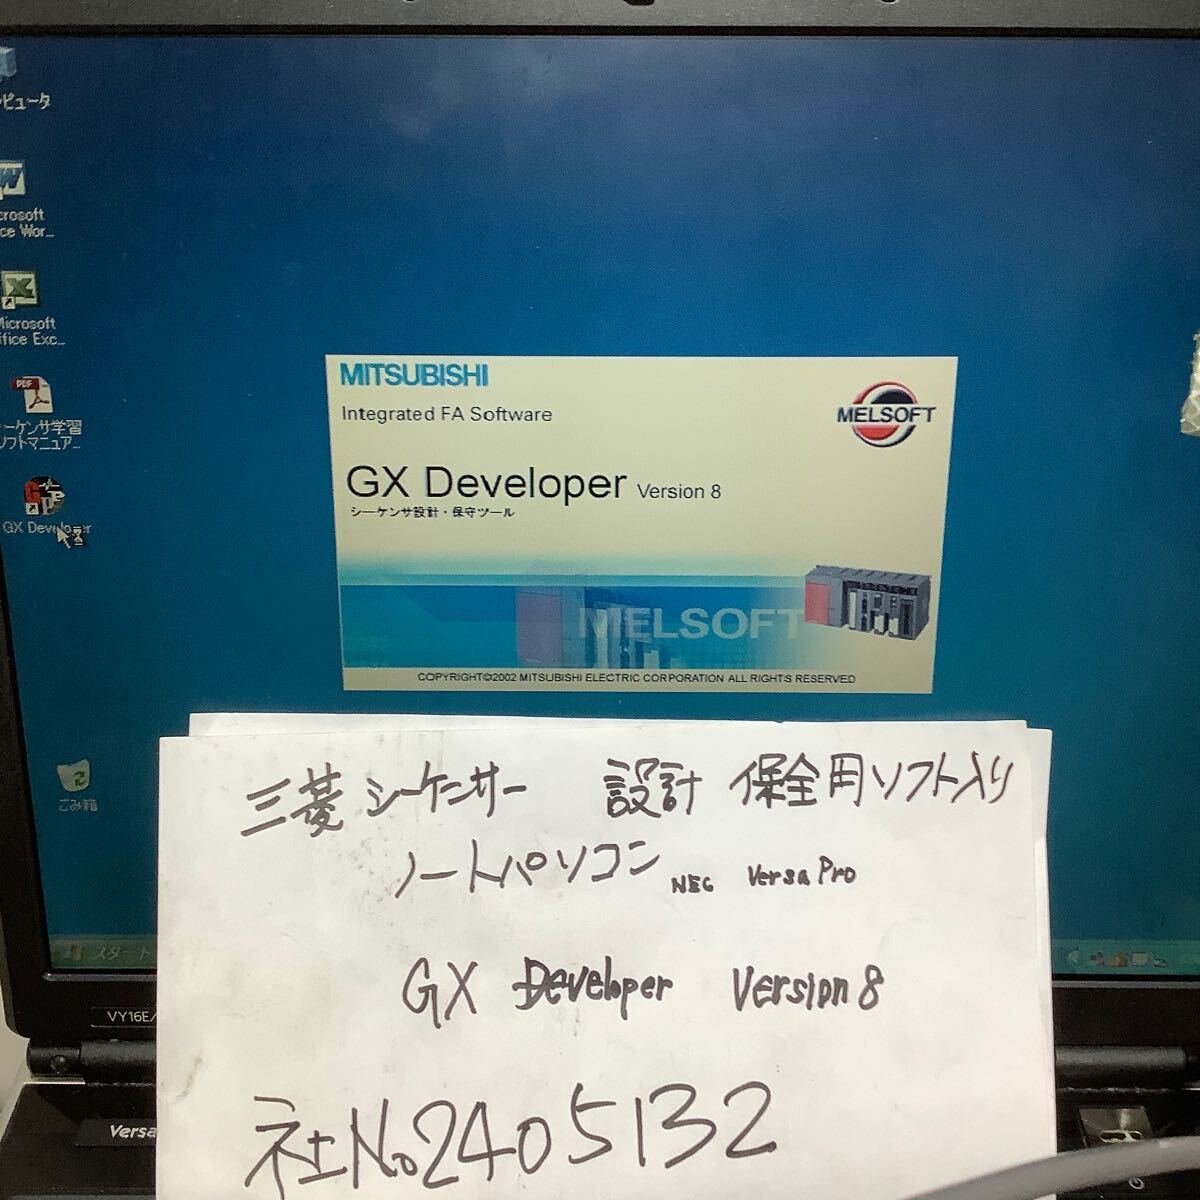 ピュータ
crosoft
ce Wor...
Microsoft
ffice Exc...
PDF
ーケンサ学習
ソフトマニュア...
GX Developer
ごみ箱
スタート
MITSUBISHI
Integrated FA Software
MELSOFT
GX Developer Version 8
シーケンサ設計・保守ツール
MELSOFT
COPYRIGHT©2002 MITSUBISHI ELECTRIC CORPORATION ALL RIGHTS RESERVED
三菱 シーケンサー 設計 保全用ソフト入り
ノートパソコン NEC VersaPro
GX Developer Version 8
社No2405132
VY16E/
Versa